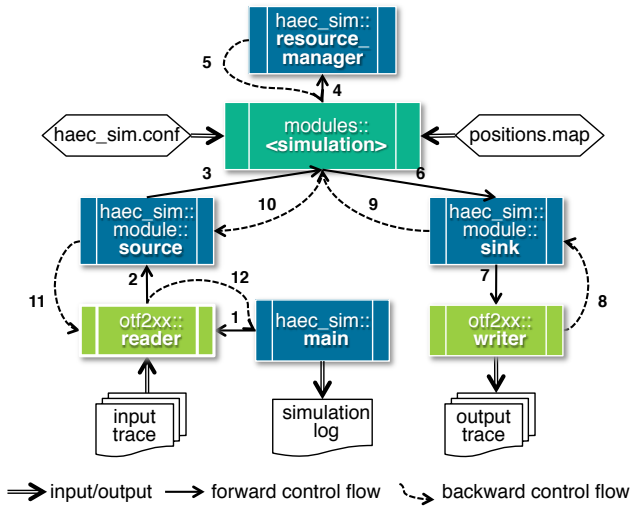 haec_sim::
resource_
manager
5
4
haec_sim.conf
modules::
<simulation>
positions.map
3
6
haec_sim::
module::
source
10
9
haec_sim::
module::
sink
2
12
7
11
8
otf2xx::
reader
1
haec_sim::
main
otf2xx::
writer
input
trace
simulation
log
output
trace
input/output
forward control flow
backward control flow